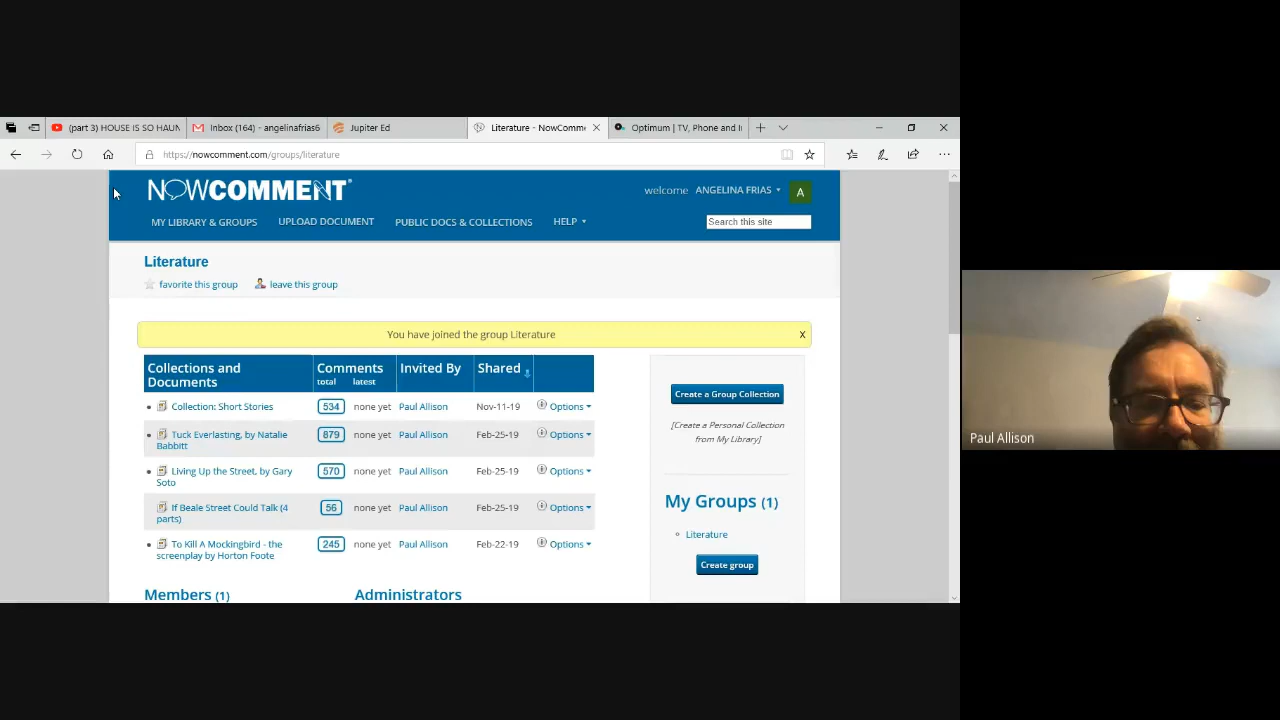 (part 3) HOUSE IS SO HAUN
Inbox (164) - angelinafrias6
Jupiter Ed
Literature - NowComme
Optimum | TV, Phone and I
https://nowcomment.com/groups/literature
NOWCOMMENT®
welcome ANGELINA FRIAS
A
MY LIBRARY & GROUPS UPLOAD DOCUMENT PUBLIC DOCS & COLLECTIONS HELP
Search this site
Literature
favorite this group leave this group
You have joined the group Literature X
Collections and Documents Comments total latest Invited By Shared
Collection: Short Stories 534 none yet Paul Allison Nov-11-19 Options
Tuck Everlasting, by Natalie 879 none yet Paul Allison Feb-25-19 Options
Babbitt
Living Up the Street, by Gary 570 none yet Paul Allison Feb-25-19 Options
Soto
If Beale Street Could Talk (4 56 none yet Paul Allison Feb-25-19 Options
parts)
To Kill A Mockingbird - the 245 none yet Paul Allison Feb-22-19 Options
screenplay by Horton Foote
Members (1) Administrators
Create a Group Collection
[Create a Personal Collection
from My Library]
My Groups (1)
Literature
Create group
Paul Allison